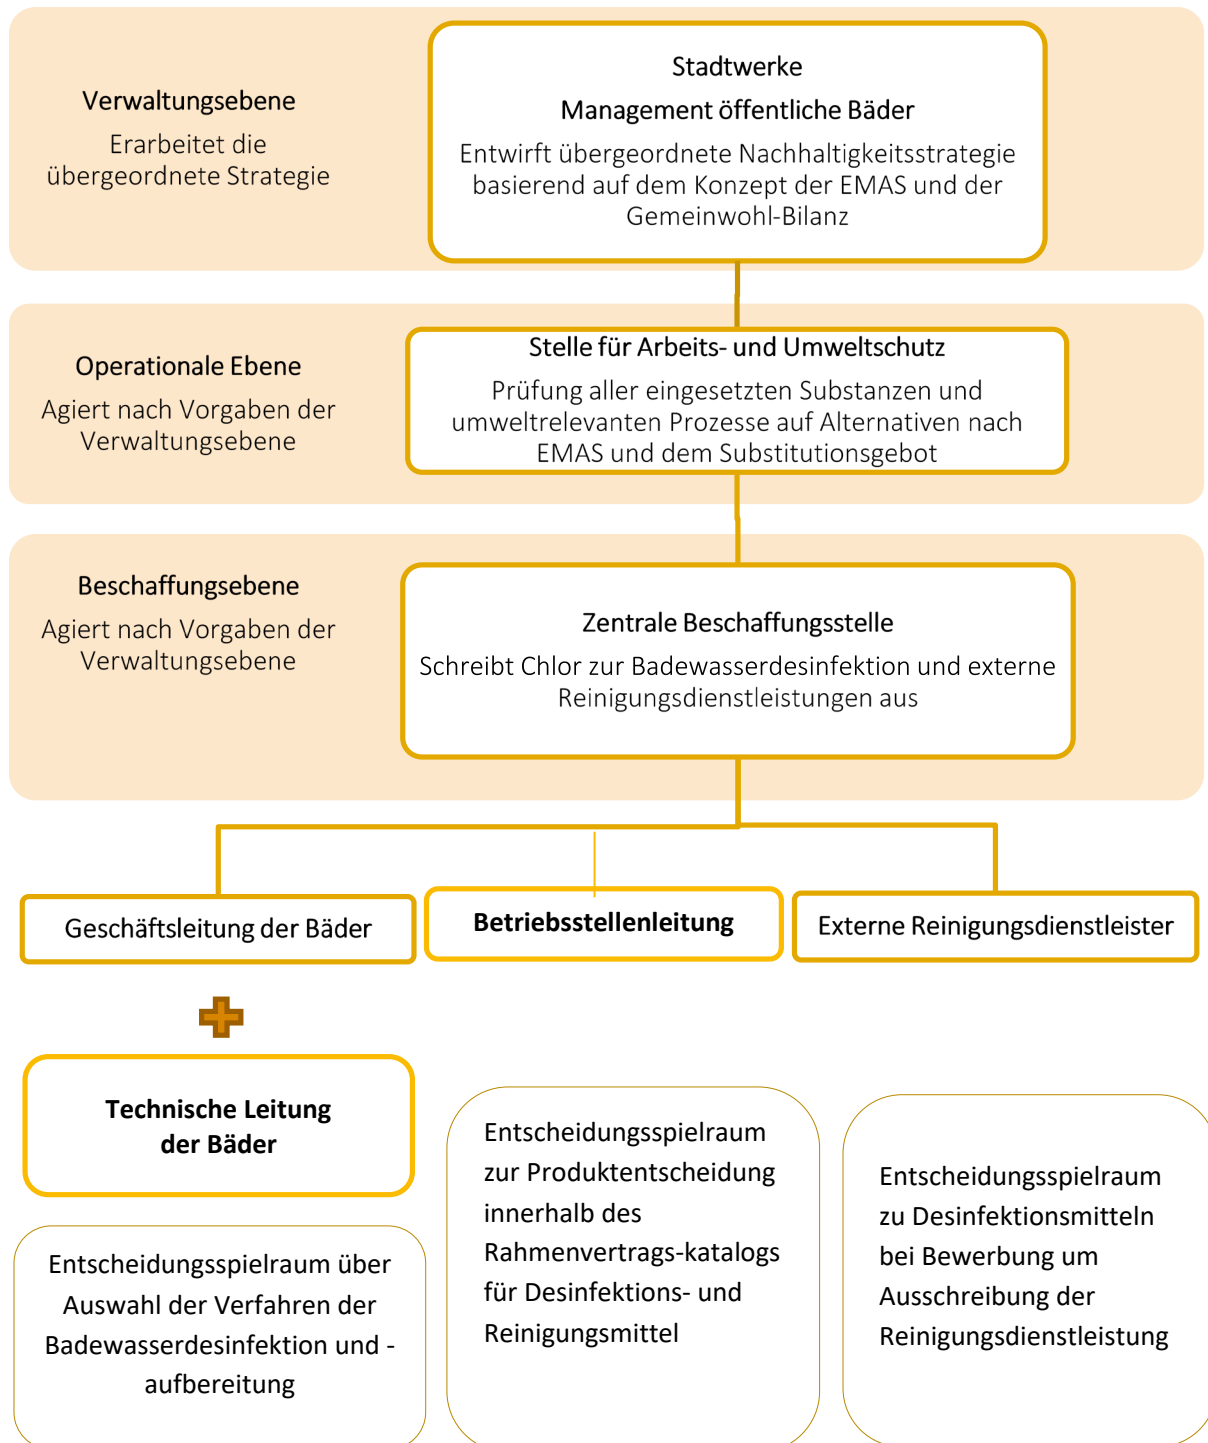 Verwaltungsebene
Erarbeitet die
übergeordnete Strategie
Stadtwerke
Management öffentliche Bäder
Entwirft übergeordnete Nachhaltigkeitsstrategie
basierend auf dem Konzept der EMAS und der
Gemeinwohl-Bilanz
Operationale Ebene
Agiert nach Vorgaben der
Verwaltungsebene
Stelle für Arbeits- und Umweltschutz
Prüfung aller eingesetzten Substanzen und
umweltrelevanten Prozesse auf Alternativen nach
EMAS und dem Substitutionsgebot
Beschaffungsebene
Agiert nach Vorgaben der
Verwaltungsebene
Zentrale Beschaffungsstelle
Schreibt Chlor zur Badewasserdesinfektion und externe
Reinigungsdienstleistungen aus
Geschäftsleitung der Bäder
Betriebsstellenleitung
Externe Reinigungsdienstleister
Technische Leitung
der Bäder
Entscheidungsspielraum über
Auswahl der Verfahren der
Badewasserdesinfektion und -
aufbereitung
Entscheidungsspielraum
zur Produktentscheidung
innerhalb des
Rahmenvertrags-katalogs
für Desinfektions- und
Reinigungsmittel
Entscheidungsspielraum
zu Desinfektionsmitteln
bei Bewerbung um
Ausschreibung der
Reinigungsdienstleistung